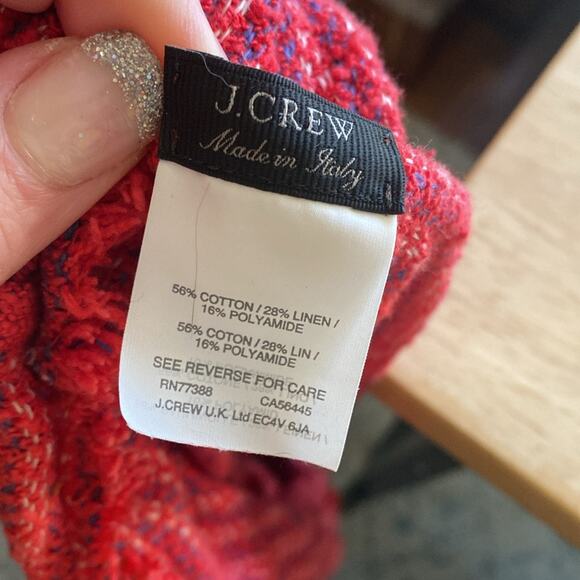 J.CREW
Made in Italy
56% COTTON / 28% LINEN /
16% POLYAMIDE
56% COTON / 28% LIN /
16% POLYAMIDE
SEE REVERSE FOR CARE
RN77388 CA56445
J.CREW U.K. Ltd EC4V 6JA